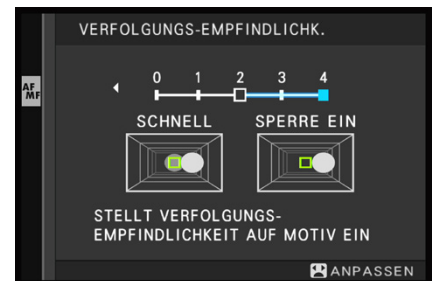 VERFOLGUNGS-EMPFINDLICHK.
AF
MF
0 1 2 3 4
SCHNELL SPERRE EIN
STELLT VERFOLGUNGS-
EMPFINDLICHKEIT AUF MOTIV EIN
ANPASSEN